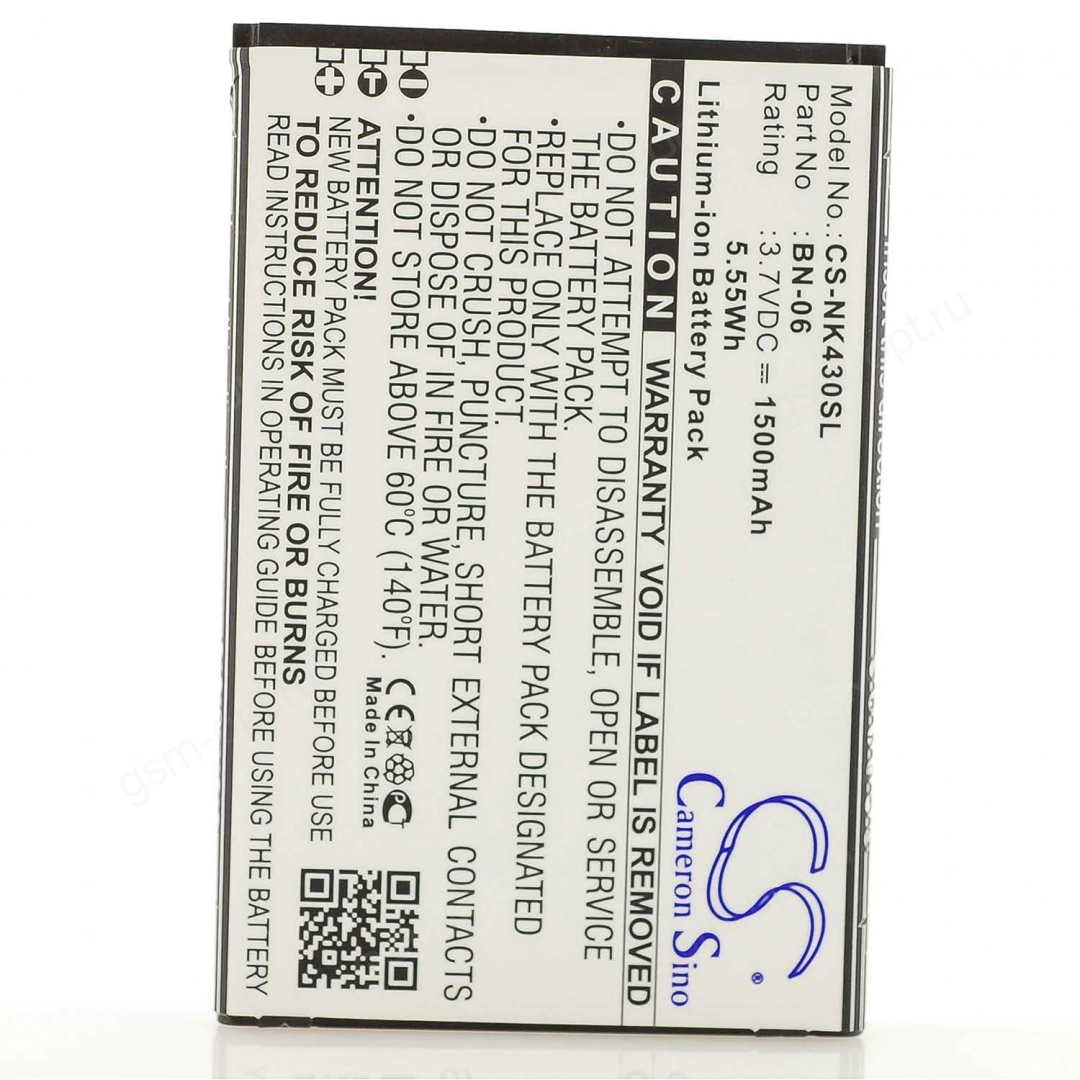 Model No.: CS-NK430SL
Part No : BN-06
Rating : 3.7VDC ⎓ 1500mAh
5.55Wh
Lithium-ion Battery Pack
CS®
Cameron Sino
CAUTION WARRANTY VOID IF LABEL IS REMOVED
•DO NOT ATTEMPT TO DISASSEMBLE, OPEN OR SERVICE
THE BATTERY PACK.
•REPLACE ONLY WITH THE BATTERY PACK DESIGNATED
FOR THIS PRODUCT.
•DO NOT CRUSH, PUNCTURE, SHORT EXTERNAL CONTACTS
OR DISPOSE OF IN FIRE OR WATER.
•DO NOT STORE ABOVE 60ºC (140ºF).
CE PC
Made In China
ATTENTION!
NEW BATTERY PACK MUST BE FULLY CHARGED BEFORE USE
TO REDUCE RISK OF FIRE OR BURNS
READ INSTRUCTIONS IN OPERATING GUIDE BEFORE USING THE BATTERY